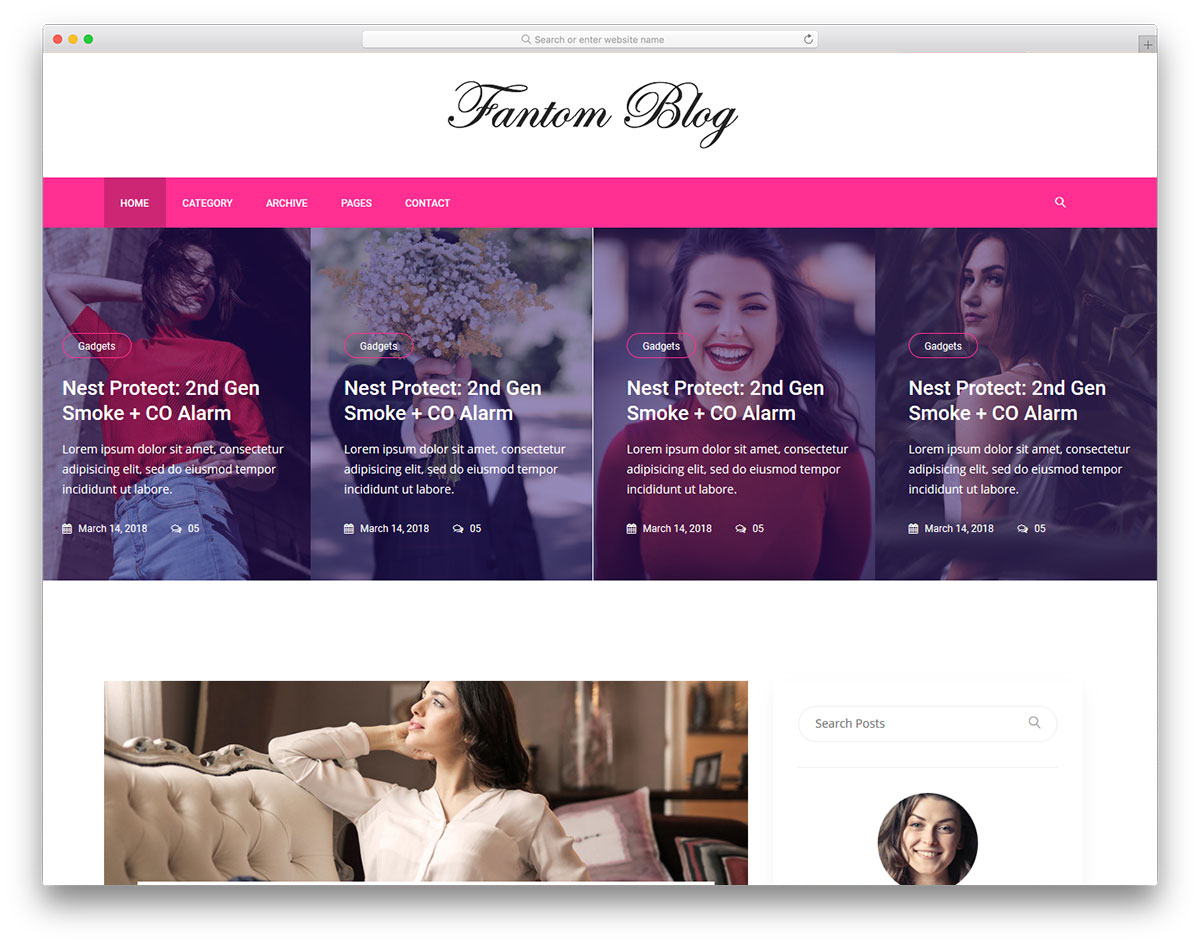 Search or enter website name
Fantom Blog
HOME CATEGORY ARCHIVE PAGES CONTACT
Gadgets
Nest Protect: 2nd Gen
Smoke + CO Alarm
Lorem ipsum dolor sit amet, consectetur
adipisicing elit, sed do eiusmod tempor
incididunt ut labore.
March 14, 2018 05
Gadgets
Nest Protect: 2nd Gen
Smoke + CO Alarm
Lorem ipsum dolor sit amet, consectetur
adipisicing elit, sed do eiusmod tempor
incididunt ut labore.
March 14, 2018 05
Gadgets
Nest Protect: 2nd Gen
Smoke + CO Alarm
Lorem ipsum dolor sit amet, consectetur
adipisicing elit, sed do eiusmod tempor
incididunt ut labore.
March 14, 2018 05
Gadgets
Nest Protect: 2nd Gen
Smoke + CO Alarm
Lorem ipsum dolor sit amet, consectetur
adipisicing elit, sed do eiusmod tempor
incididunt ut labore.
March 14, 2018 05
Search Posts